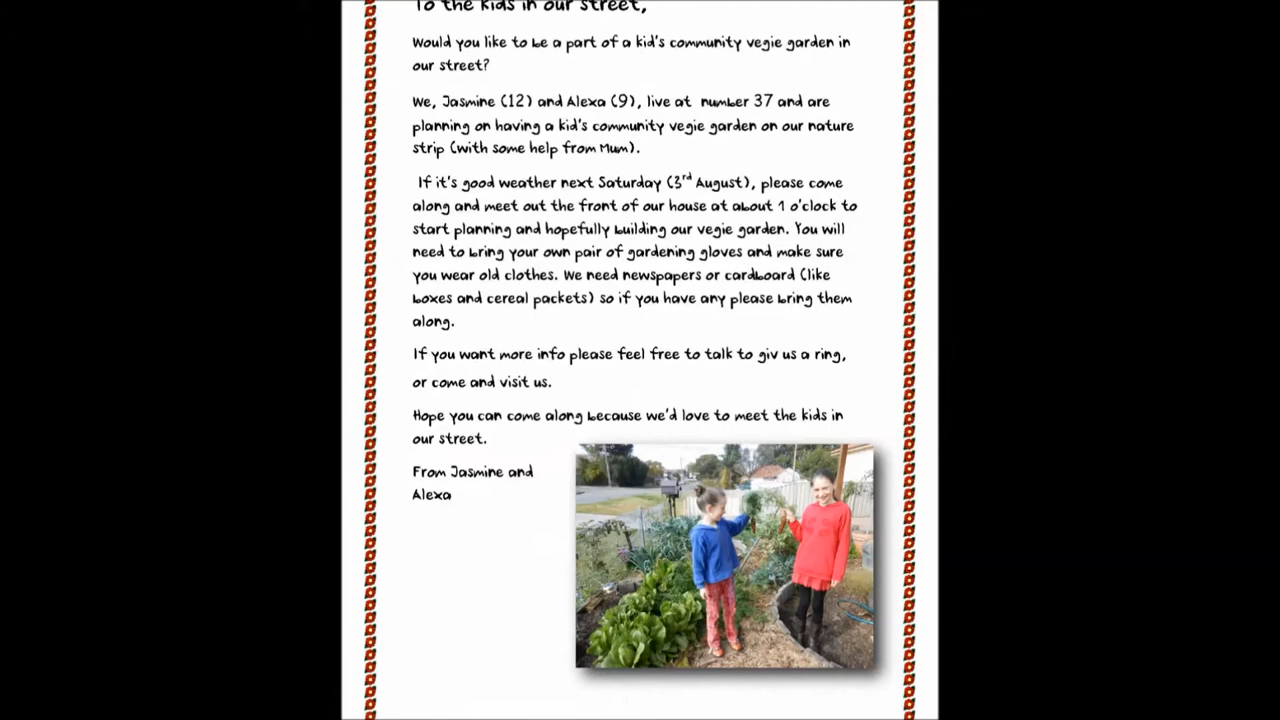 To the kids in our street,
Would you like to be a part of a kid's community vegie garden in
our street?
We, Jasmine (12) and Alexa (9), live at number 37 and are
planning on having a kid's community vegie garden on our nature
strip (with some help from Mum).
If it's good weather next Saturday (3rd August), please come
along and meet out the front of our house at about 1 o'clock to
start planning and hopefully building our vegie garden. You will
need to bring your own pair of gardening gloves and make sure
you wear old clothes. We need newspapers or cardboard (like
boxes and cereal packets) so if you have any please bring them
along.
If you want more info please feel free to talk to giv us a ring,
or come and visit us.
Hope you can come along because we'd love to meet the kids in
our street.
From Jasmine and
Alexa